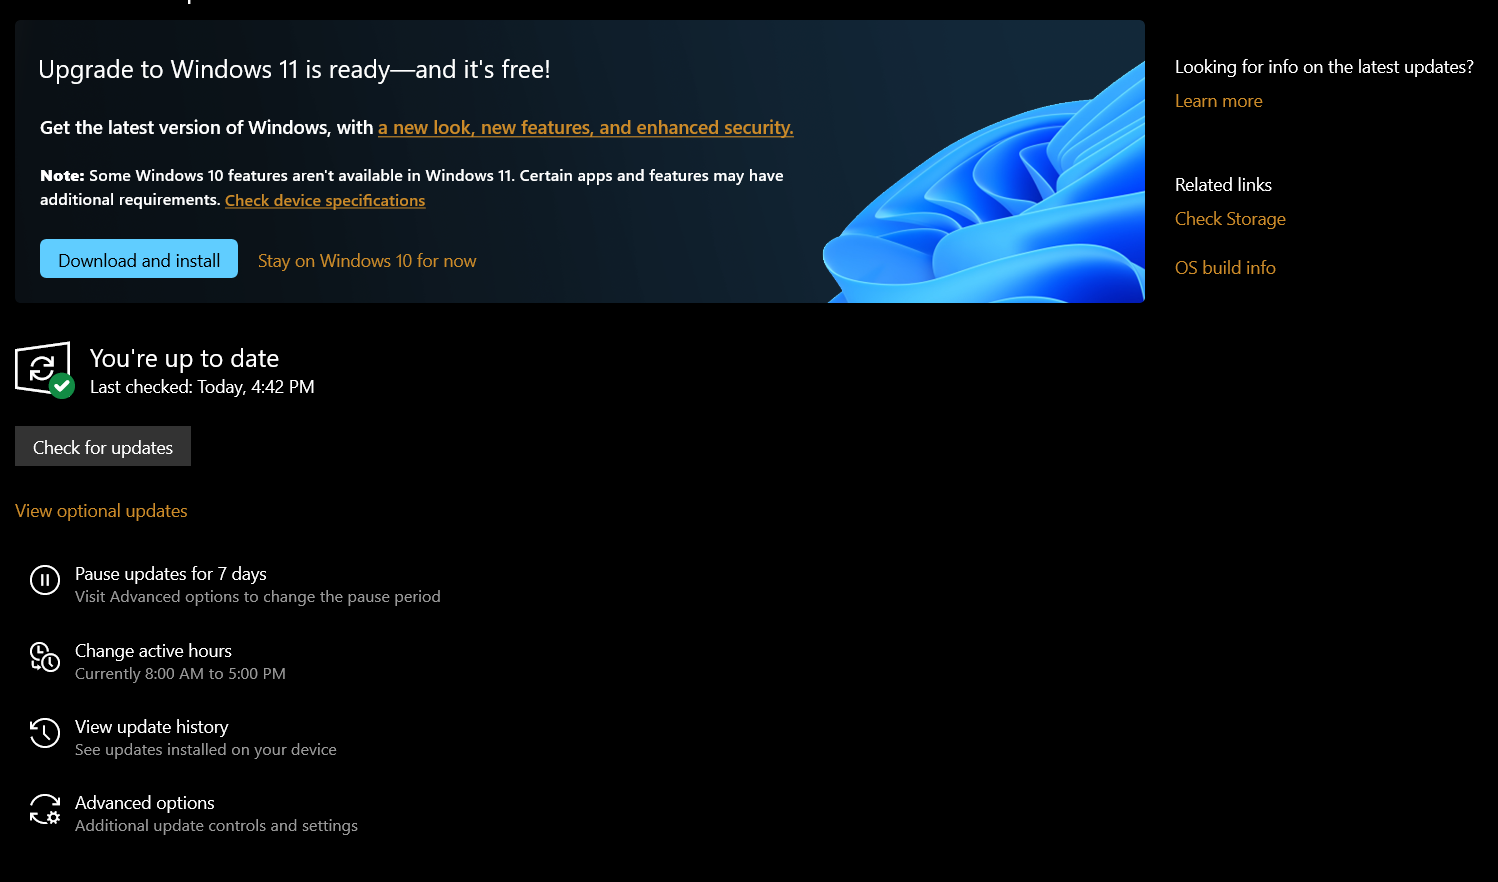 Upgrade to Windows 11 is ready—and it's free!
Get the latest version of Windows, with a new look, new features, and enhanced security.
Note: Some Windows 10 features aren't available in Windows 11. Certain apps and features may have
additional requirements. Check device specifications
Download and install
Stay on Windows 10 for now
You're up to date
Last checked: Today, 4:42 PM
Check for updates
View optional updates
Pause updates for 7 days
Visit Advanced options to change the pause period
Change active hours
Currently 8:00 AM to 5:00 PM
View update history
See updates installed on your device
Advanced options
Additional update controls and settings
Looking for info on the latest updates?
Learn more
Related links
Check Storage
OS build info